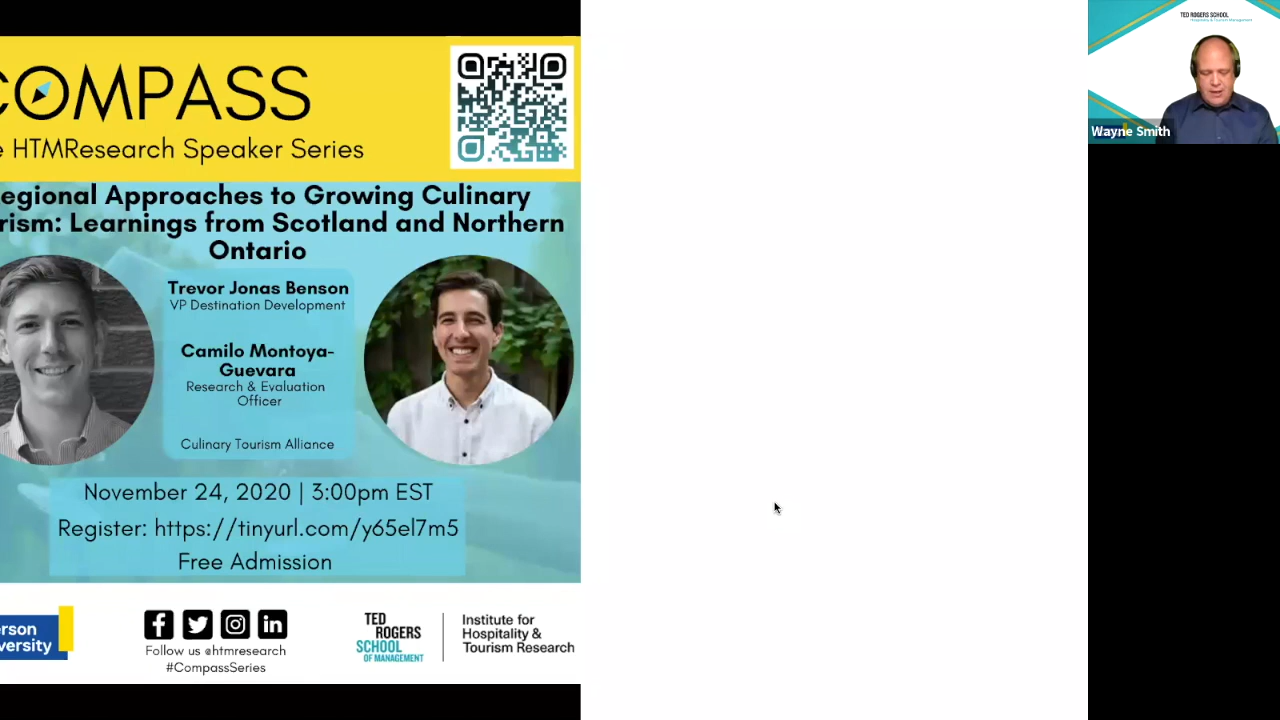 COMPASS
e HTMResearch Speaker Series
egional Approaches to Growing Culinary
rism: Learnings from Scotland and Northern
Ontario
Trevor Jonas Benson
VP Destination Development
Camilo Montoya-
Guevara
Research & Evaluation
Officer
Culinary Tourism Alliance
November 24, 2020 | 3:00pm EST
Register: https://tinyurl.com/y65el7m5
Free Admission
erson
versity
Follow us @htmresearch
#CompassSeries
TED
ROGERS
SCHOOL
OF MANAGEMENT
Institute for
Hospitality &
Tourism Research
TED ROGERS SCHOOL
Hospitality & Tourism Management
Wayne Smith